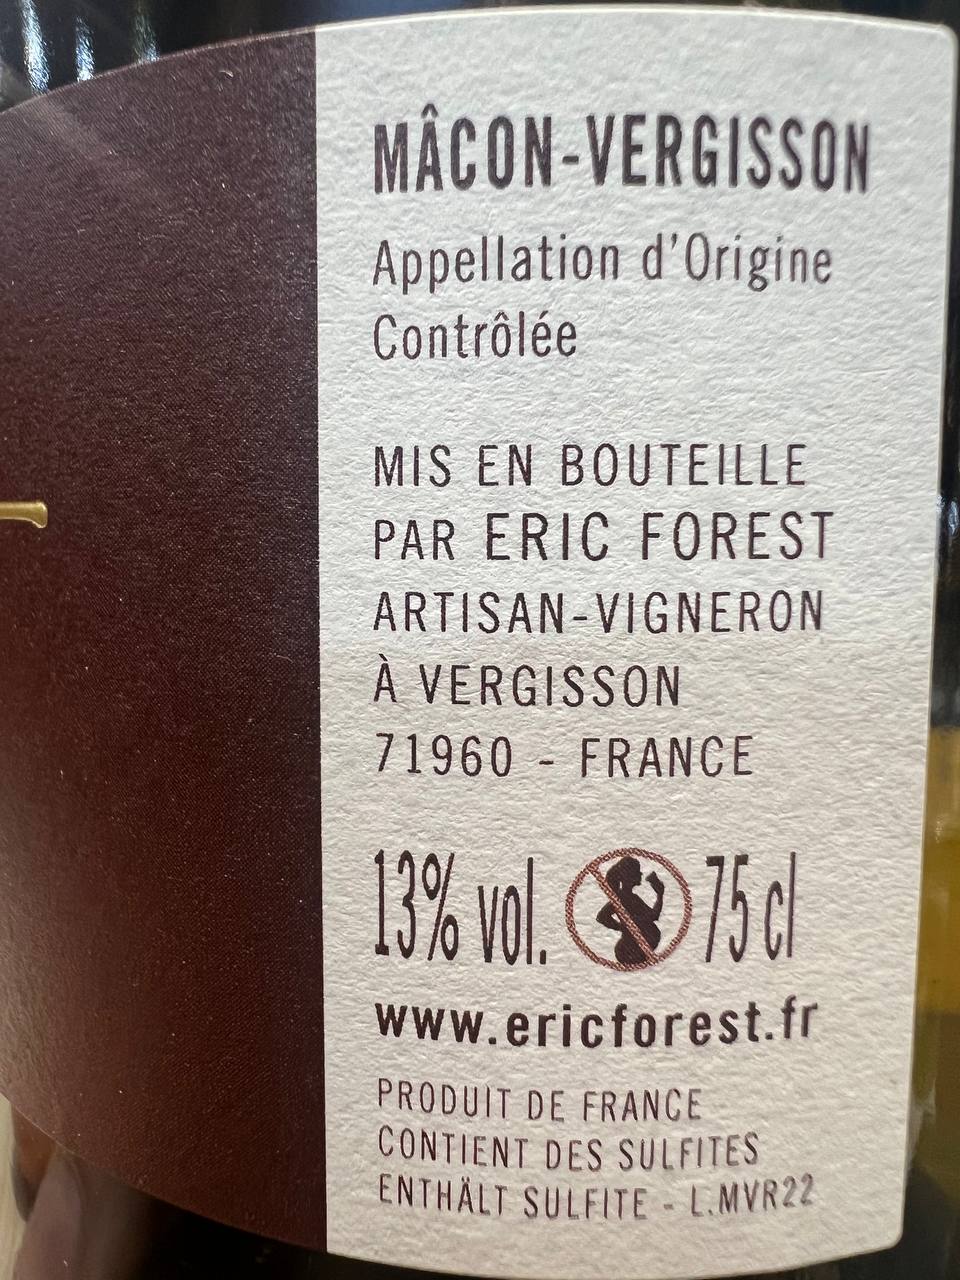 MÂCON-VERGISSON
Appellation d'Origine
Contrôlée
MIS EN BOUTEILLE
PAR ERIC FOREST
ARTISAN-VIGNERON
À VERGISSON
71960 - FRANCE
13% vol. 75 cl
www.ericforest.fr
PRODUIT DE FRANCE
CONTIENT DES SULFITES
ENTHÄLT SULFITE - L.MVR22